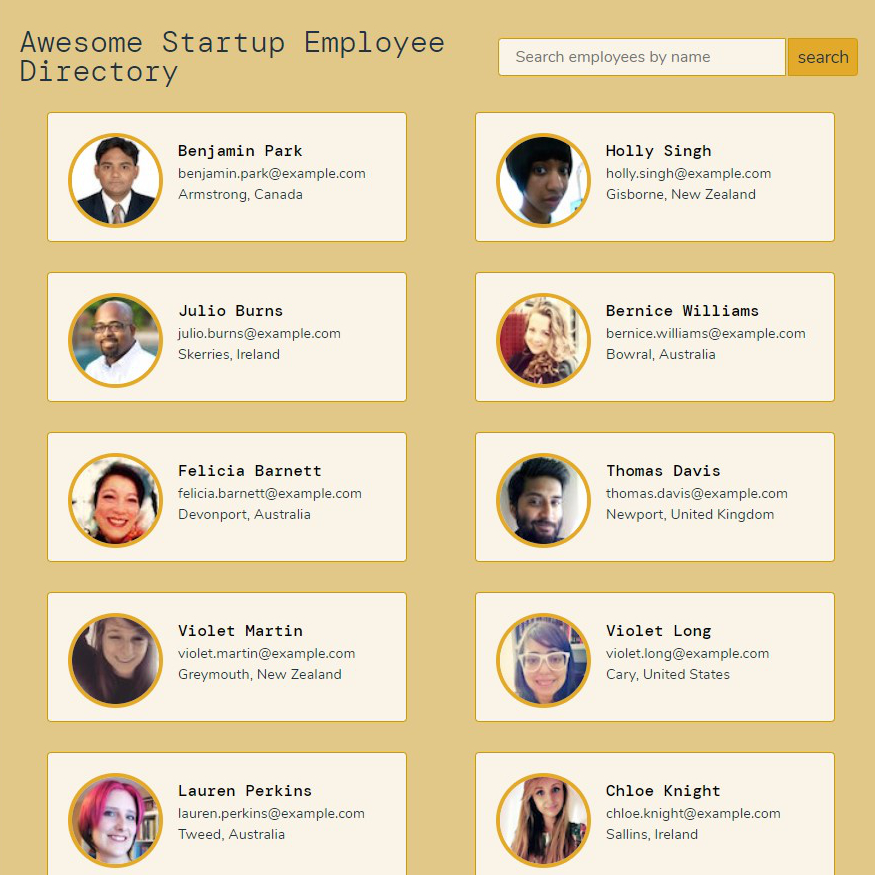 Awesome Startup Employee
Directory
Search employees by name
search
Benjamin Park
benjamin.park@example.com
Armstrong, Canada
Holly Singh
holly.singh@example.com
Gisborne, New Zealand
Julio Burns
julio.burns@example.com
Skerries, Ireland
Bernice Williams
bernice.williams@example.com
Bowral, Australia
Felicia Barnett
felicia.barnett@example.com
Devonport, Australia
Thomas Davis
thomas.davis@example.com
Newport, United Kingdom
Violet Martin
violet.martin@example.com
Greymouth, New Zealand
Violet Long
violet.long@example.com
Cary, United States
Lauren Perkins
lauren.perkins@example.com
Tweed, Australia
Chloe Knight
chloe.knight@example.com
Sallins, Ireland